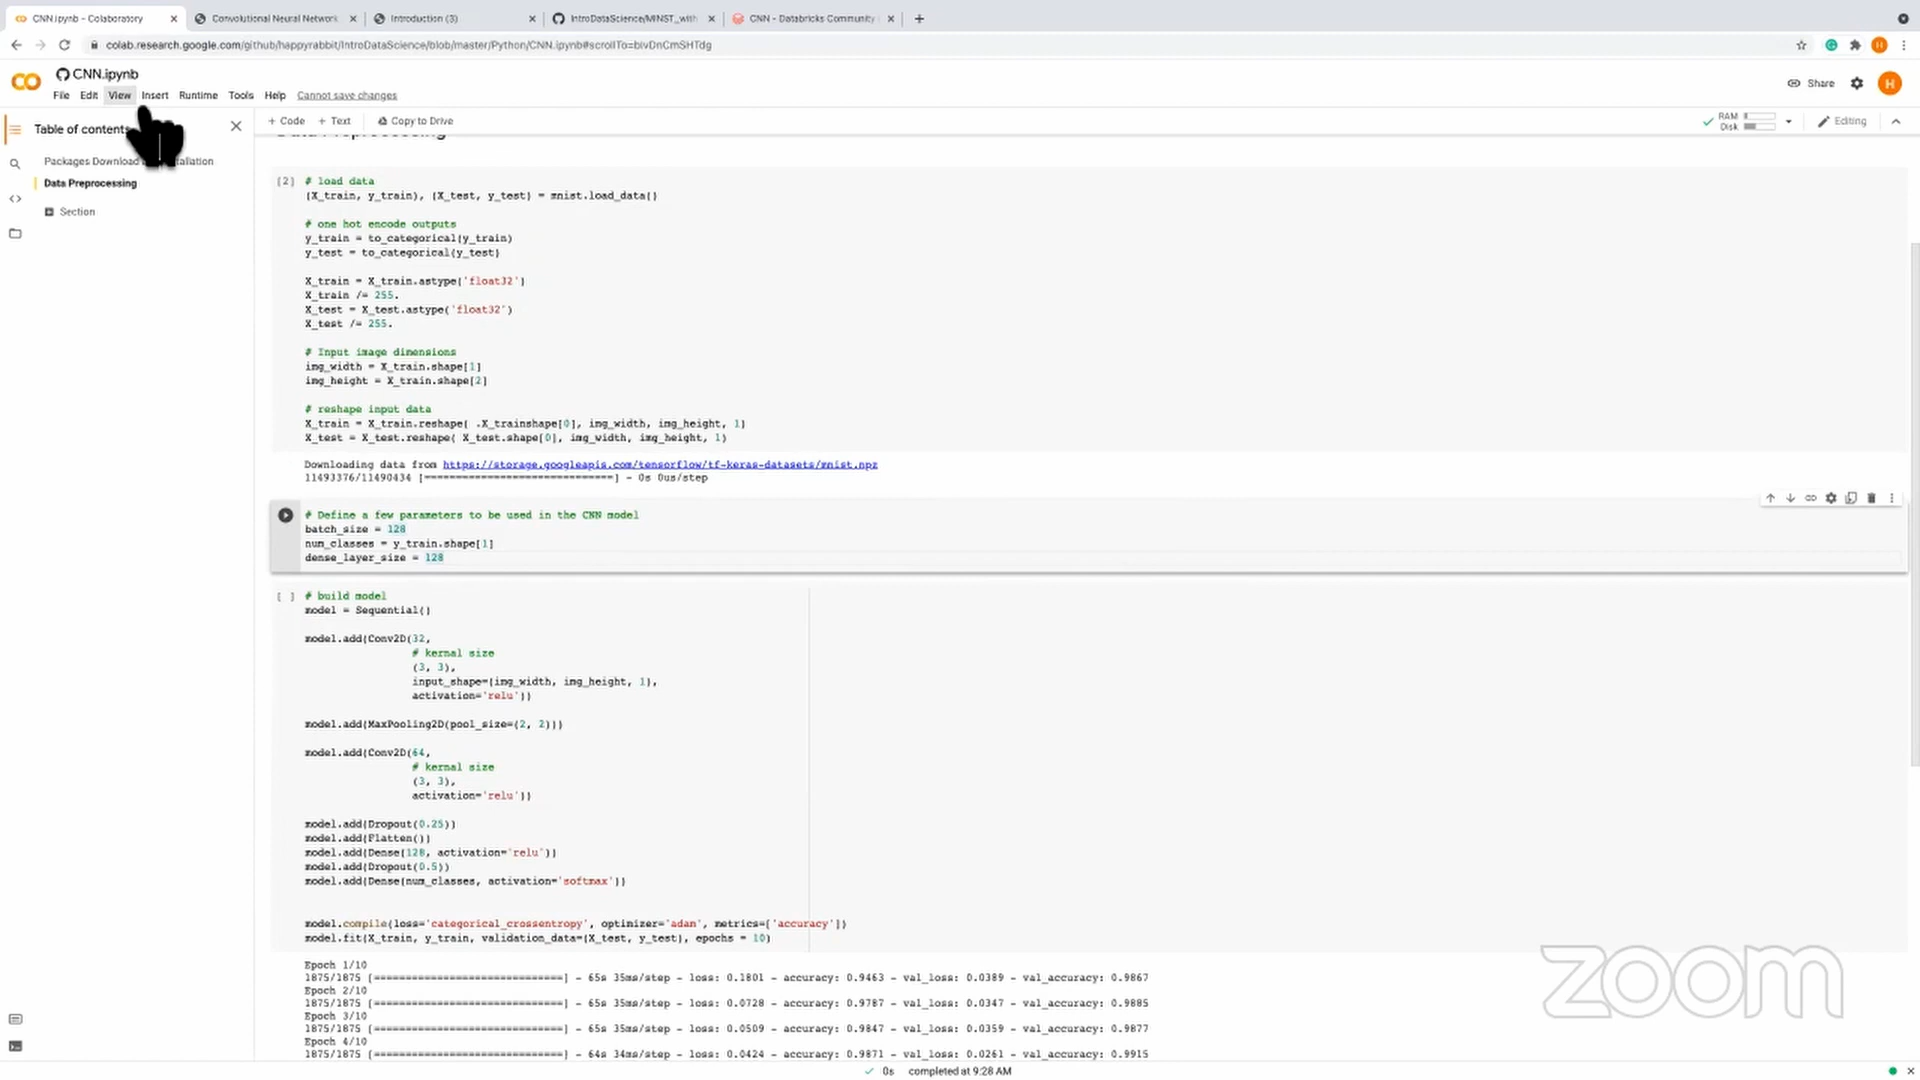 CNN.ipynb - Colaboratory
Convolutional Neural Network
Introduction (3)
IntroDataScience/MINST_with
CNN - Databricks Community
colab.research.google.com/github/happyrabbit/IntroDataScience/blob/master/Python/CNN.ipynb#scrollTo=bIvDnCmSHTdg
H
CNN.ipynb
Share
H
File Edit View Insert Runtime Tools Help Cannot save changes
+ Code + Text Copy to Drive
RAM
Disk
Editing
Table of contents
Packages Download
Data Preprocessing
Section
Data Preprocessing
[2] # load data
(X_train, y_train), (X_test, y_test) = mnist.load_data()
# one hot encode outputs
y_train = to_categorical(y_train)
y_test = to_categorical(y_test)
X_train = X_train.astype('float32')
X_train /= 255.
X_test = X_test.astype('float32')
X_test /= 255.
# Input image dimensions
img_width = X_train.shape[1]
img_height = X_train.shape[2]
# reshape input data
X_train = X_train.reshape( .X_trainshape[0], img_width, img_height, 1)
X_test = X_test.reshape( X_test.shape[0], img_width, img_height, 1)
Downloading data from https://storage.googleapis.com/tensorflow/tf-keras-datasets/mnist.npz
11493376/11490434 [==============================] - 0s 0us/step
# Define a few parameters to be used in the CNN model
batch_size = 128
num_classes = y_train.shape[1]
dense_layer_size = 128
[ ] # build model
model = Sequential()
model.add(Conv2D(32,
# kernal size
(3, 3),
input_shape=(img_width, img_height, 1),
activation='relu'))
model.add(MaxPooling2D(pool_size=(2, 2)))
model.add(Conv2D(64,
# kernal size
(3, 3),
activation='relu'))
model.add(Dropout(0.25))
model.add(Flatten())
model.add(Dense(128, activation='relu'))
model.add(Dropout(0.5))
model.add(Dense(num_classes, activation='softmax'))
model.compile(loss='categorical_crossentropy', optimizer='adam', metrics=['accuracy'])
model.fit(X_train, y_train, validation_data=(X_test, y_test), epochs = 10)
Epoch 1/10
1875/1875 [==============================] - 65s 35ms/step - loss: 0.1801 - accuracy: 0.9463 - val_loss: 0.0389 - val_accuracy: 0.9867
Epoch 2/10
1875/1875 [==============================] - 65s 35ms/step - loss: 0.0728 - accuracy: 0.9787 - val_loss: 0.0347 - val_accuracy: 0.9885
Epoch 3/10
1875/1875 [==============================] - 65s 35ms/step - loss: 0.0509 - accuracy: 0.9847 - val_loss: 0.0359 - val_accuracy: 0.9877
Epoch 4/10
1875/1875 [==============================] - 64s 34ms/step - loss: 0.0424 - accuracy: 0.9871 - val_loss: 0.0261 - val_accuracy: 0.9915
zoom
0s completed at 9:28 AM